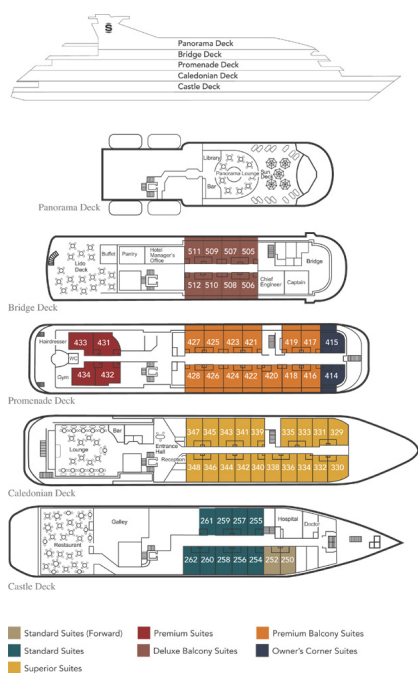 S
Panorama Deck
Bridge Deck
Promenade Deck
Caledonian Deck
Castle Deck
Library
Panorama Lounge
Sun Deck
Bar
Panorama Deck
Lido Deck
Buffet
Pantry
Hotel Manager's Office
511 509 507 505
512 510 508 506
Chief Engineer
Captain
Bridge
Bridge Deck
Hairdresser
WC
Gym
433 431
434 432
427 425 423 421 419 417 415
428 426 424 422 420 418 416 414
Promenade Deck
Lounge
Bar
Entrance Hall
Reception
347 345 343 341 339 335 333 331 329
348 346 344 342 340 338 336 334 332 330
Caledonian Deck
Restaurant
Galley
261 259 257 255
262 260 258 256 254 252 250
Hospital
Doctor
Castle Deck
Standard Suites (Forward)
Premium Suites
Premium Balcony Suites
Standard Suites
Deluxe Balcony Suites
Owner's Corner Suites
Superior Suites